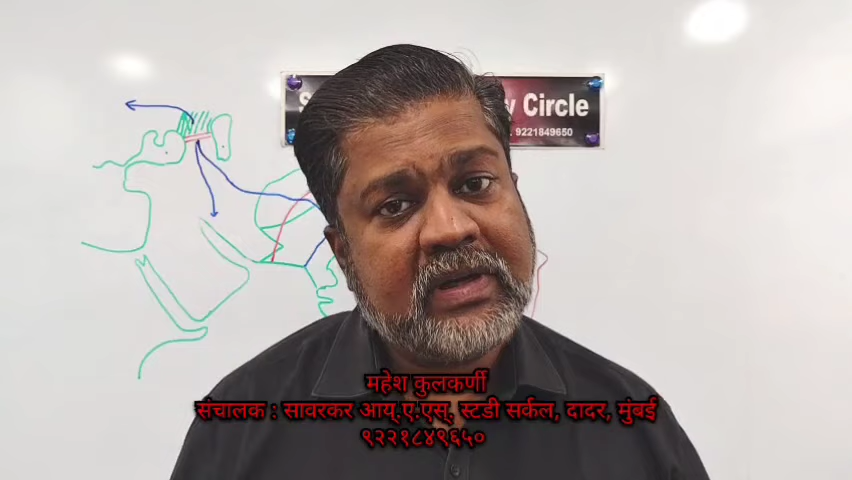 y Circle
. 9221849650
महेश कुलकर्णी
संचालक : सावरकर आय्.ए.एस्. स्टडी सर्कल, दादर, मुंबई
९२२१८४९६५०